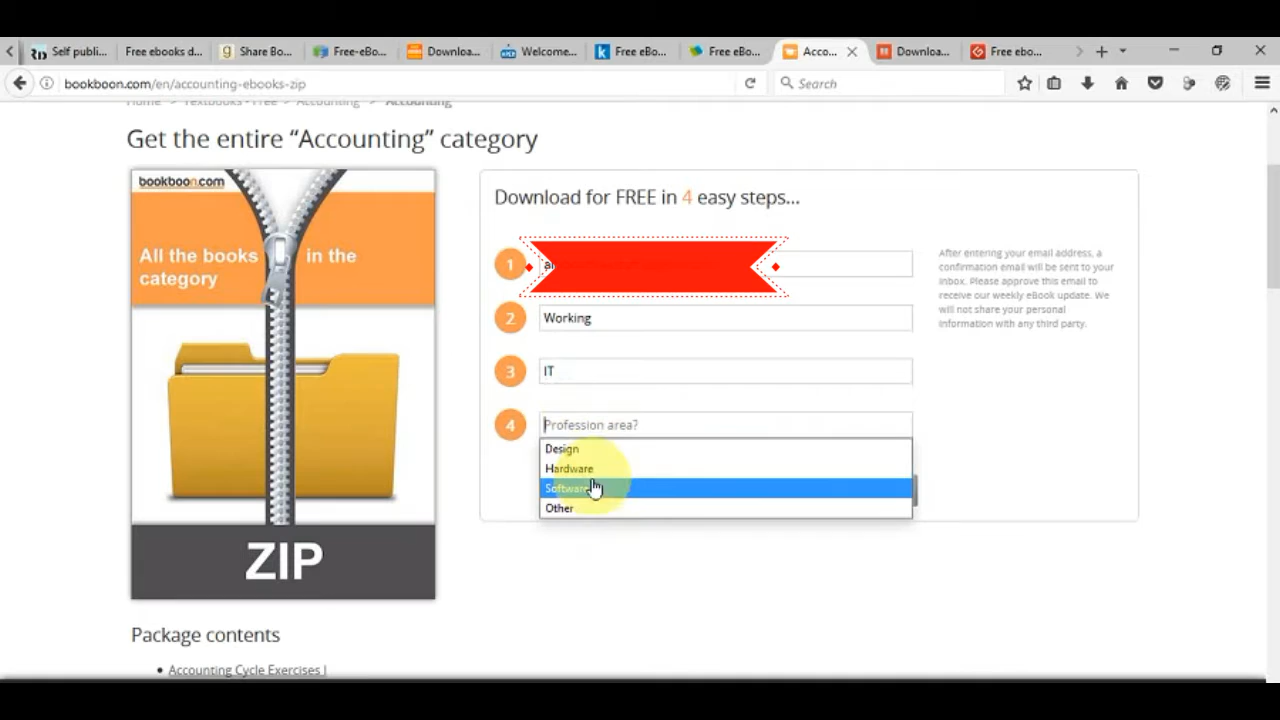 Self publi...
Free ebooks d...
Share Bo...
Free-eBo...
Downloa...
Welcome...
Free eBo...
Free eBo...
Acco...
Downloa...
Free ebo...
bookboon.com/en/accounting-ebooks-zip
Search
Home > Textbooks - Free > Accounting > Accounting
Get the entire “Accounting” category
bookboon.com
All the books in the
category
ZIP
Download for FREE in 4 easy steps...
1
2 Working
3 IT
4 Profession area?
Design
Hardware
Software
Other
After entering your email address, a
confirmation email will be sent to your
inbox. Please approve this email to
receive our weekly eBook update. We
will not share your personal
information with any third party.
Package contents
• Accounting Cycle Exercises I